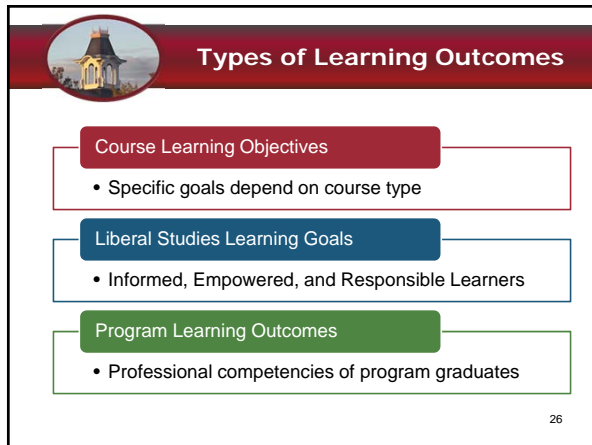 Types of Learning Outcomes
Course Learning Objectives
• Specific goals depend on course type
Liberal Studies Learning Goals
• Informed, Empowered, and Responsible Learners
Program Learning Outcomes
• Professional competencies of program graduates
26